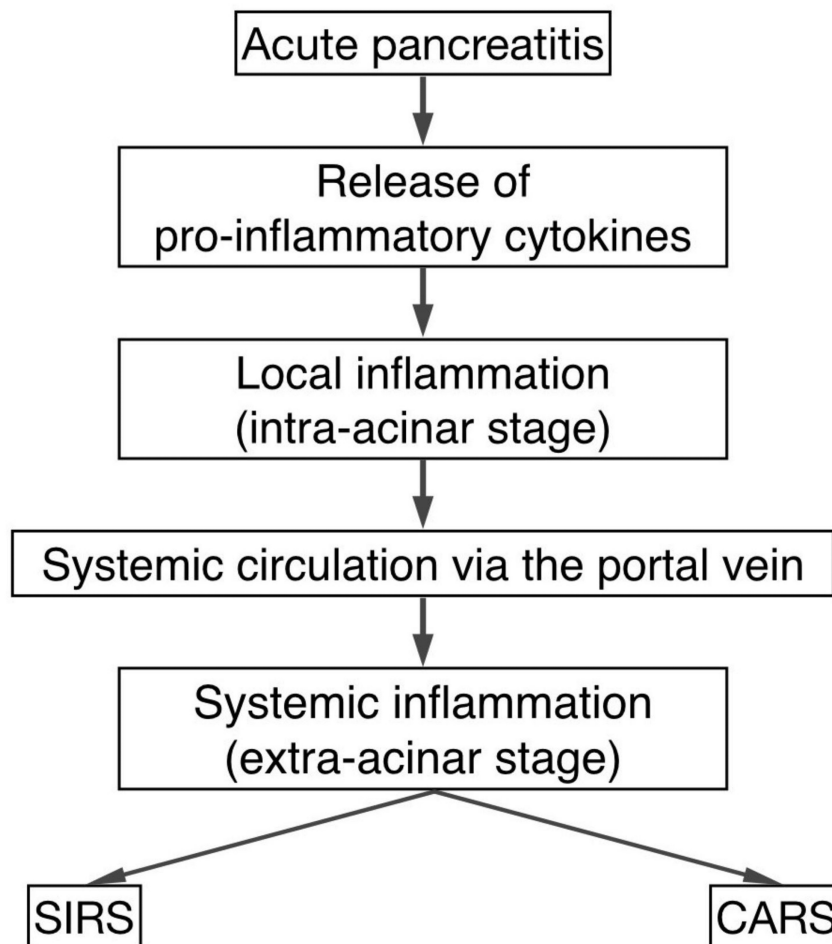 Acute pancreatitis
Release of
pro-inflammatory cytokines
Local inflammation
(intra-acinar stage)
Systemic circulation via the portal vein
Systemic inflammation
(extra-acinar stage)
SIRS
CARS